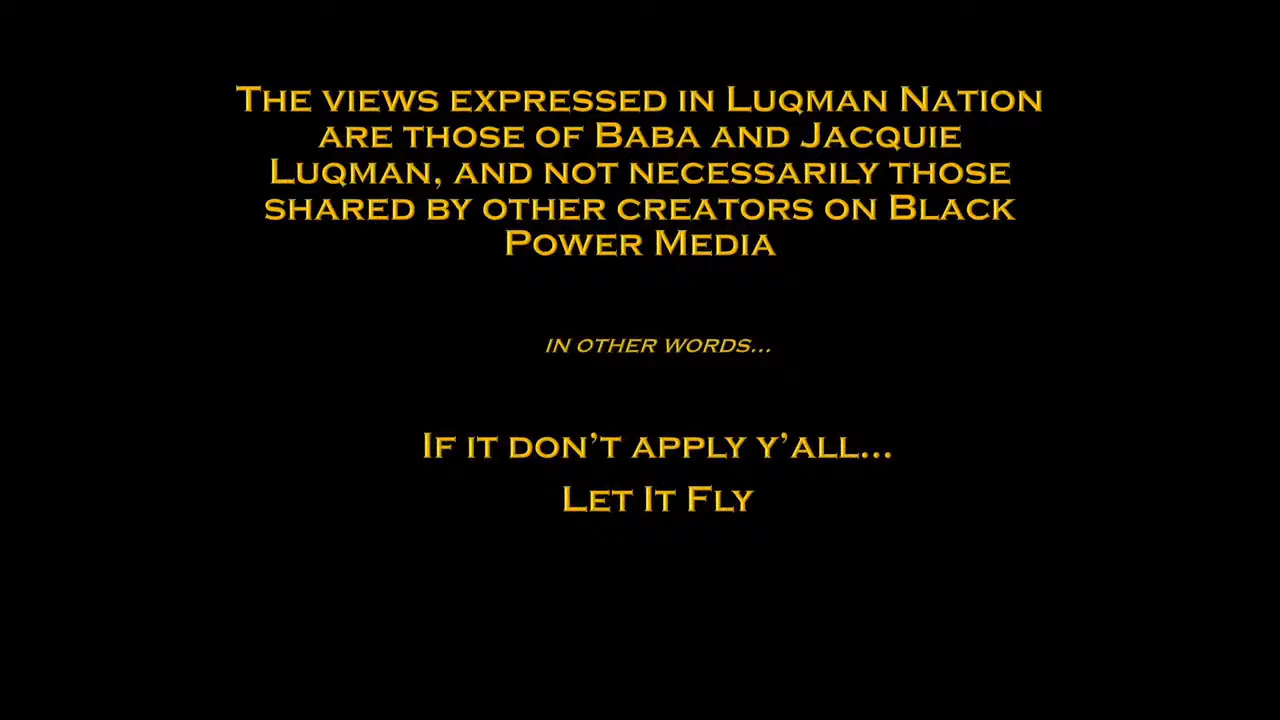 The views expressed in Luqman Nation
are those of Baba and Jacquie
Luqman, and not necessarily those
shared by other creators on Black
Power Media
in other words...
If it don't apply y'all...
Let It Fly